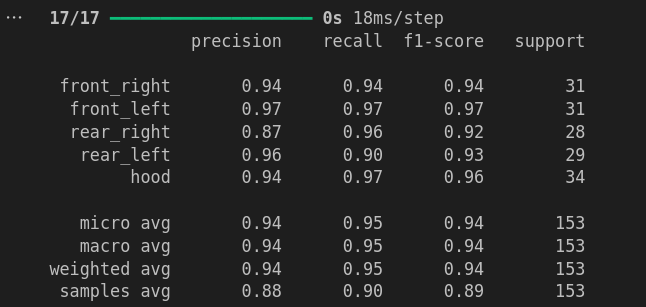 ... 17/17 ━━━━━━━━━━━━━━━━━━━━ 0s 18ms/step
precision recall f1-score support
front_right 0.94 0.94 0.94 31
front_left 0.97 0.97 0.97 31
rear_right 0.87 0.96 0.92 28
rear_left 0.96 0.90 0.93 29
hood 0.94 0.97 0.96 34
micro avg 0.94 0.95 0.94 153
macro avg 0.94 0.95 0.94 153
weighted avg 0.94 0.95 0.94 153
samples avg 0.88 0.90 0.89 153